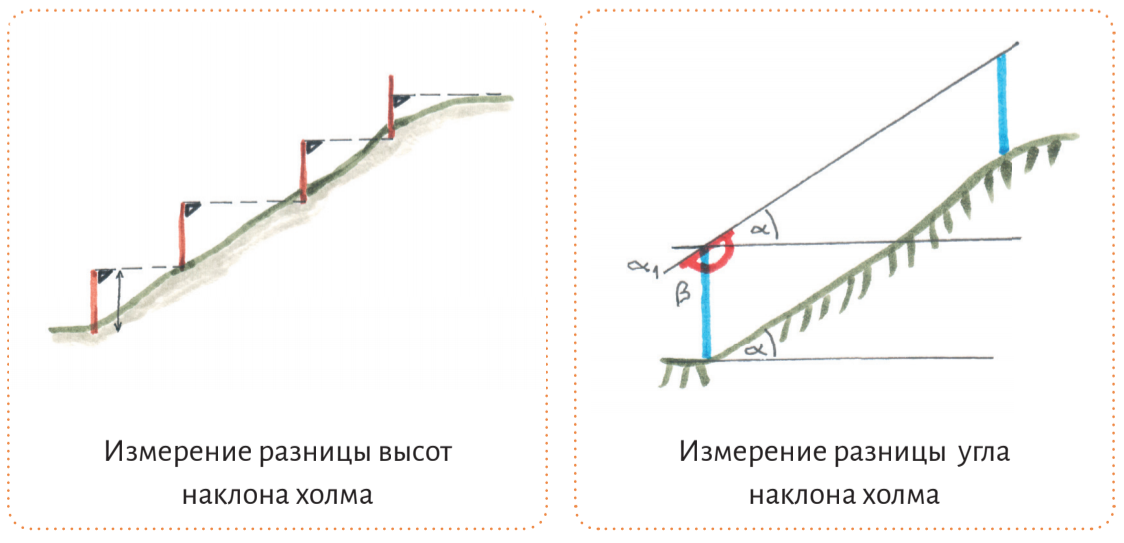 Измерение разницы высот
наклона холма
α
α₁
β
α
Измерение разницы угла
наклона холма